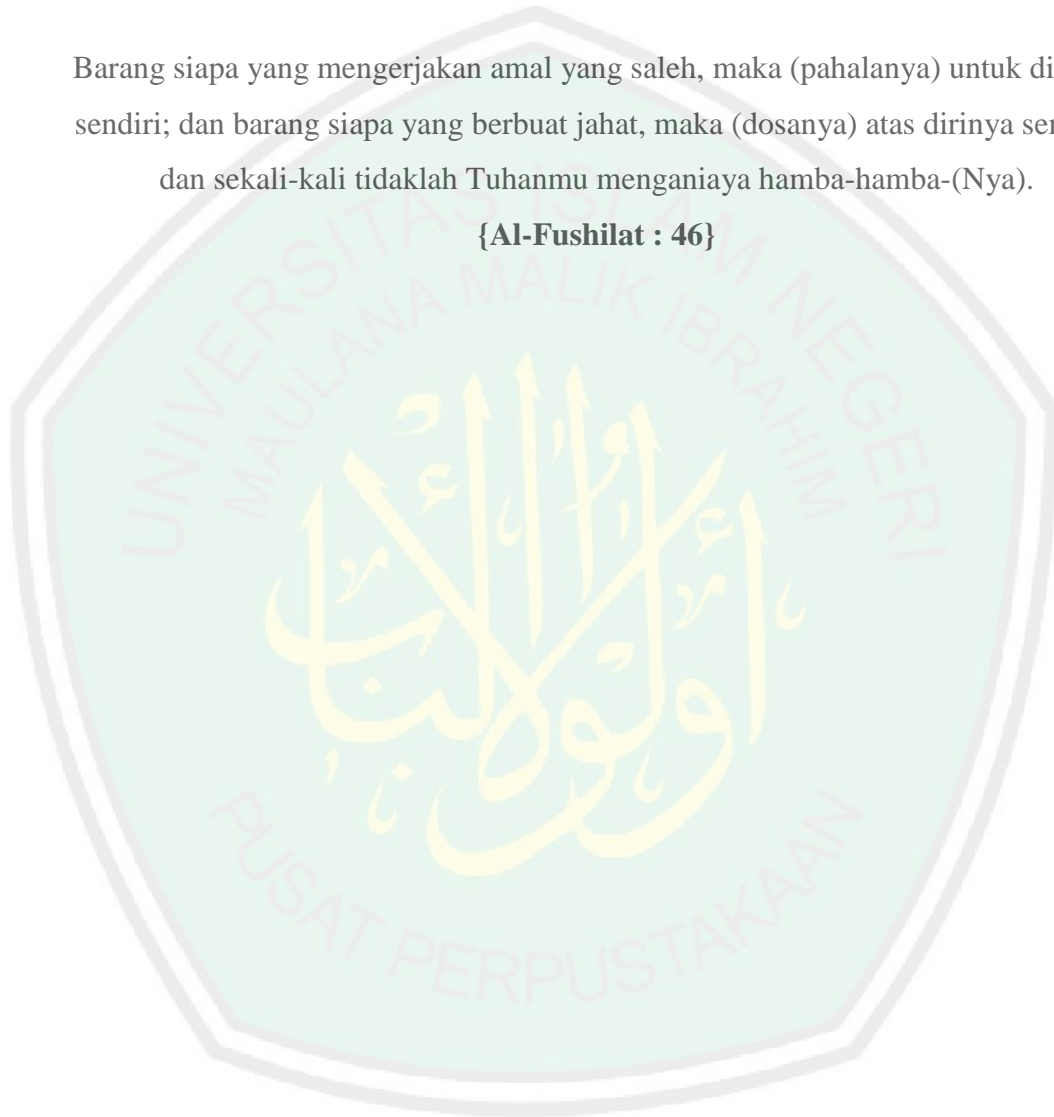 Barang siapa yang mengerjakan amal yang saleh, maka (pahalanya) untuk di
sendiri; dan barang siapa yang berbuat jahat, maka (dosanya) atas dirinya
dan sekali-kali tidaklah Tuhanmu menganiaya hamba-hamba-(Nya).
{Al-Fushilat : 46}
UNIVERSITAS ISLAM NEGERI
MAULANA MALIK IBRAHIM
أولو الألباب
PUSAT PERPUSTAKAAN